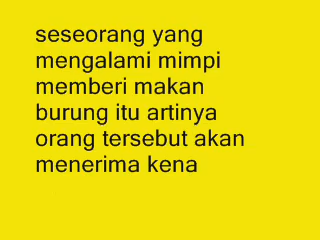 seseorang yang
mengalami mimpi
memberi makan
burung itu artinya
orang tersebut akan
menerima kena